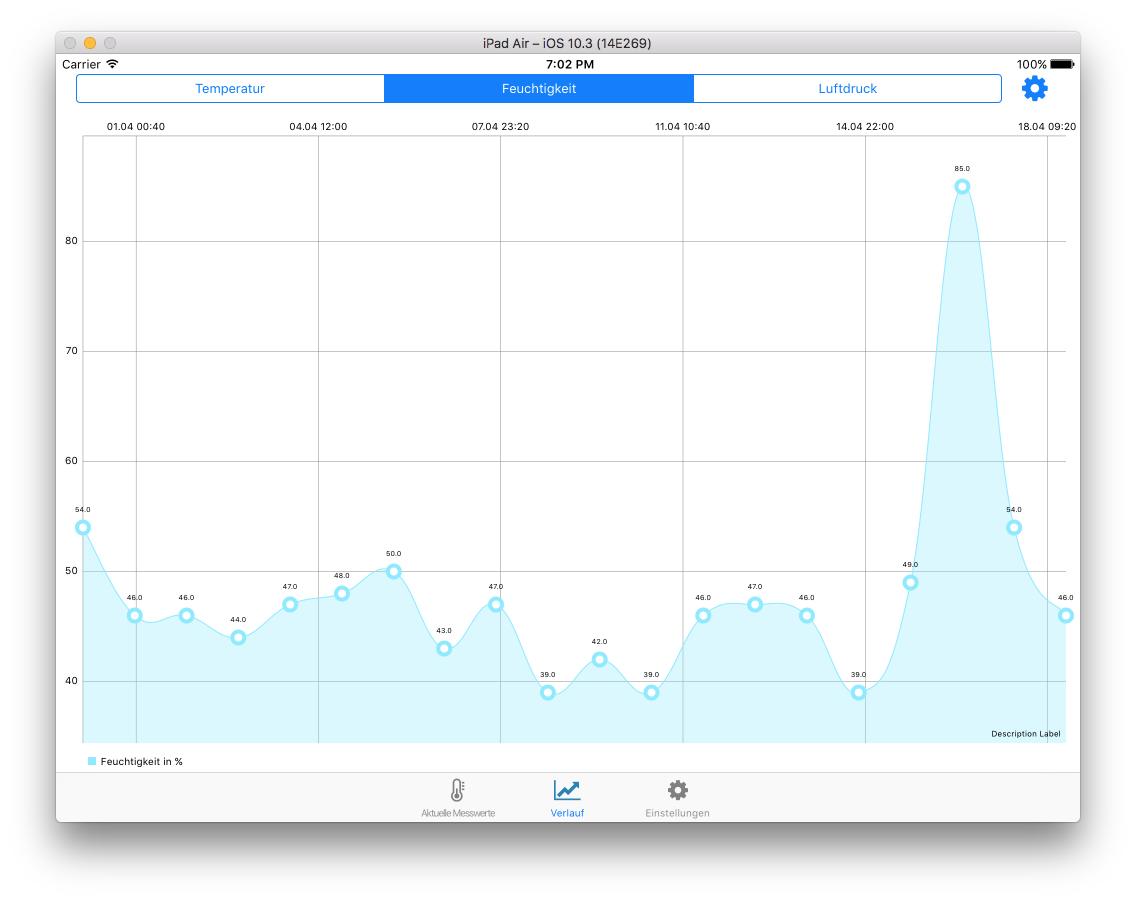 iPad Air – iOS 10.3 (14E269)
Carrier 7:02 PM 100%
Temperatur Feuchtigkeit Luftdruck
01.04 00:40 04.04 12:00 07.04 23:20 11.04 10:40 14.04 22:00 18.04 09:20
85.0
80
70
60
54.0 54.0
50 50.0 49.0
48.0
47.0 47.0 47.0
46.0 46.0 46.0 46.0 46.0
44.0
43.0
42.0
40 39.0 39.0 39.0
Description Label
Feuchtigkeit in %
Aktuelle Messwerte Verlauf Einstellungen